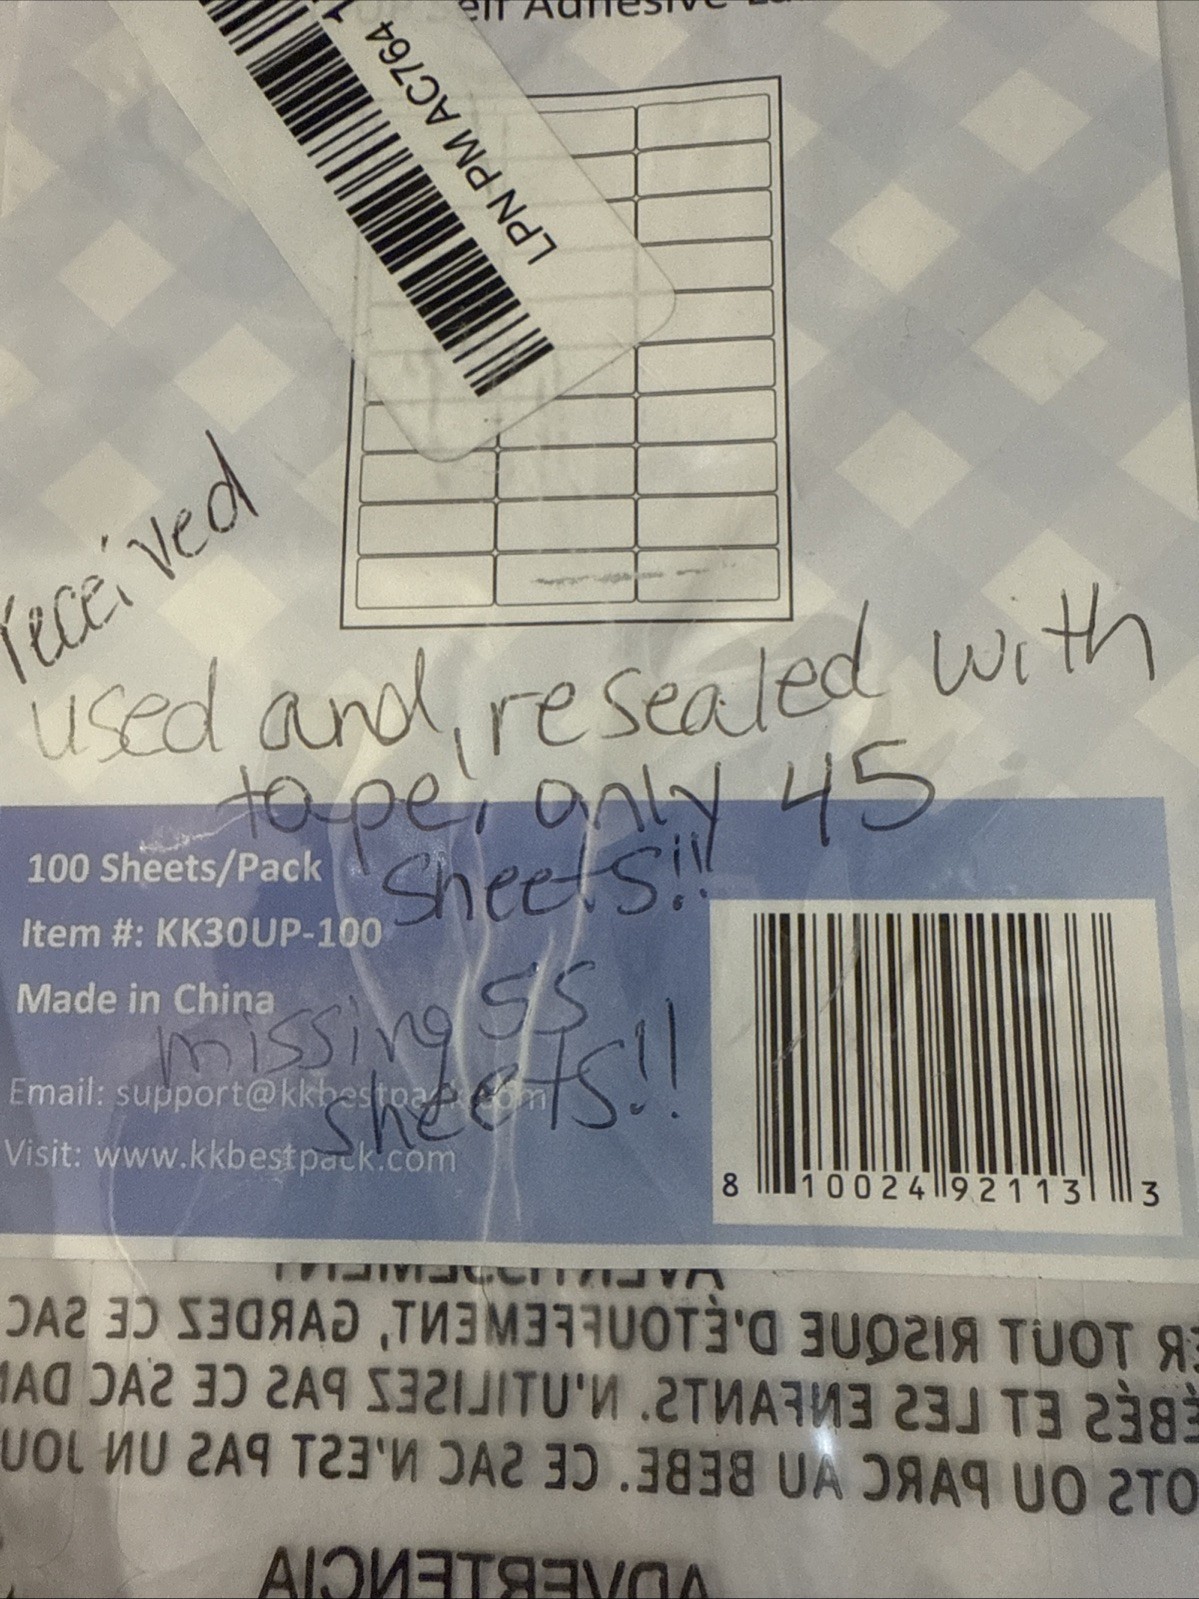 Self Adhesive
LPN PM AC764
received
used and, resealed with
tape, only 45
sheets!!
100 Sheets/Pack
Item #: KK30UP-100
Made in China
missing 55
sheets!!
Email: support@kkbestpack.com
Visit: www.kkbestpack.com
8 10024 92113 3
AVERTISSEMENT
ER TOUT RISQUE D'ÉTOUFFEMENT, GARDEZ CE SAC
ÉBÉS ET LES ENFANTS. N'UTILISEZ PAS CE SAC DAN
OTS OU PARC AU BEBE. CE SAC N'EST PAS UN JOU
ADVERTENCIA